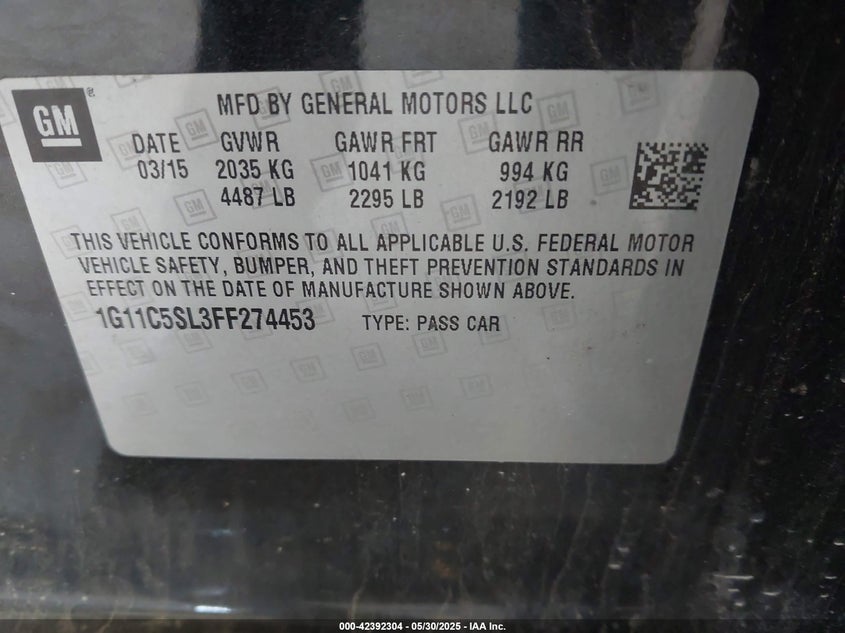 GM
MFD BY GENERAL MOTORS LLC
DATE GVWR GAWR FRT GAWR RR
03/15 2035 KG 1041 KG 994 KG
4487 LB 2295 LB 2192 LB
THIS VEHICLE CONFORMS TO ALL APPLICABLE U.S. FEDERAL MOTOR
VEHICLE SAFETY, BUMPER, AND THEFT PREVENTION STANDARDS IN
EFFECT ON THE DATE OF MANUFACTURE SHOWN ABOVE.
1G11C5SL3FF274453 TYPE: PASS CAR
000-42392304 — 05/30/2025 - IAA Inc.